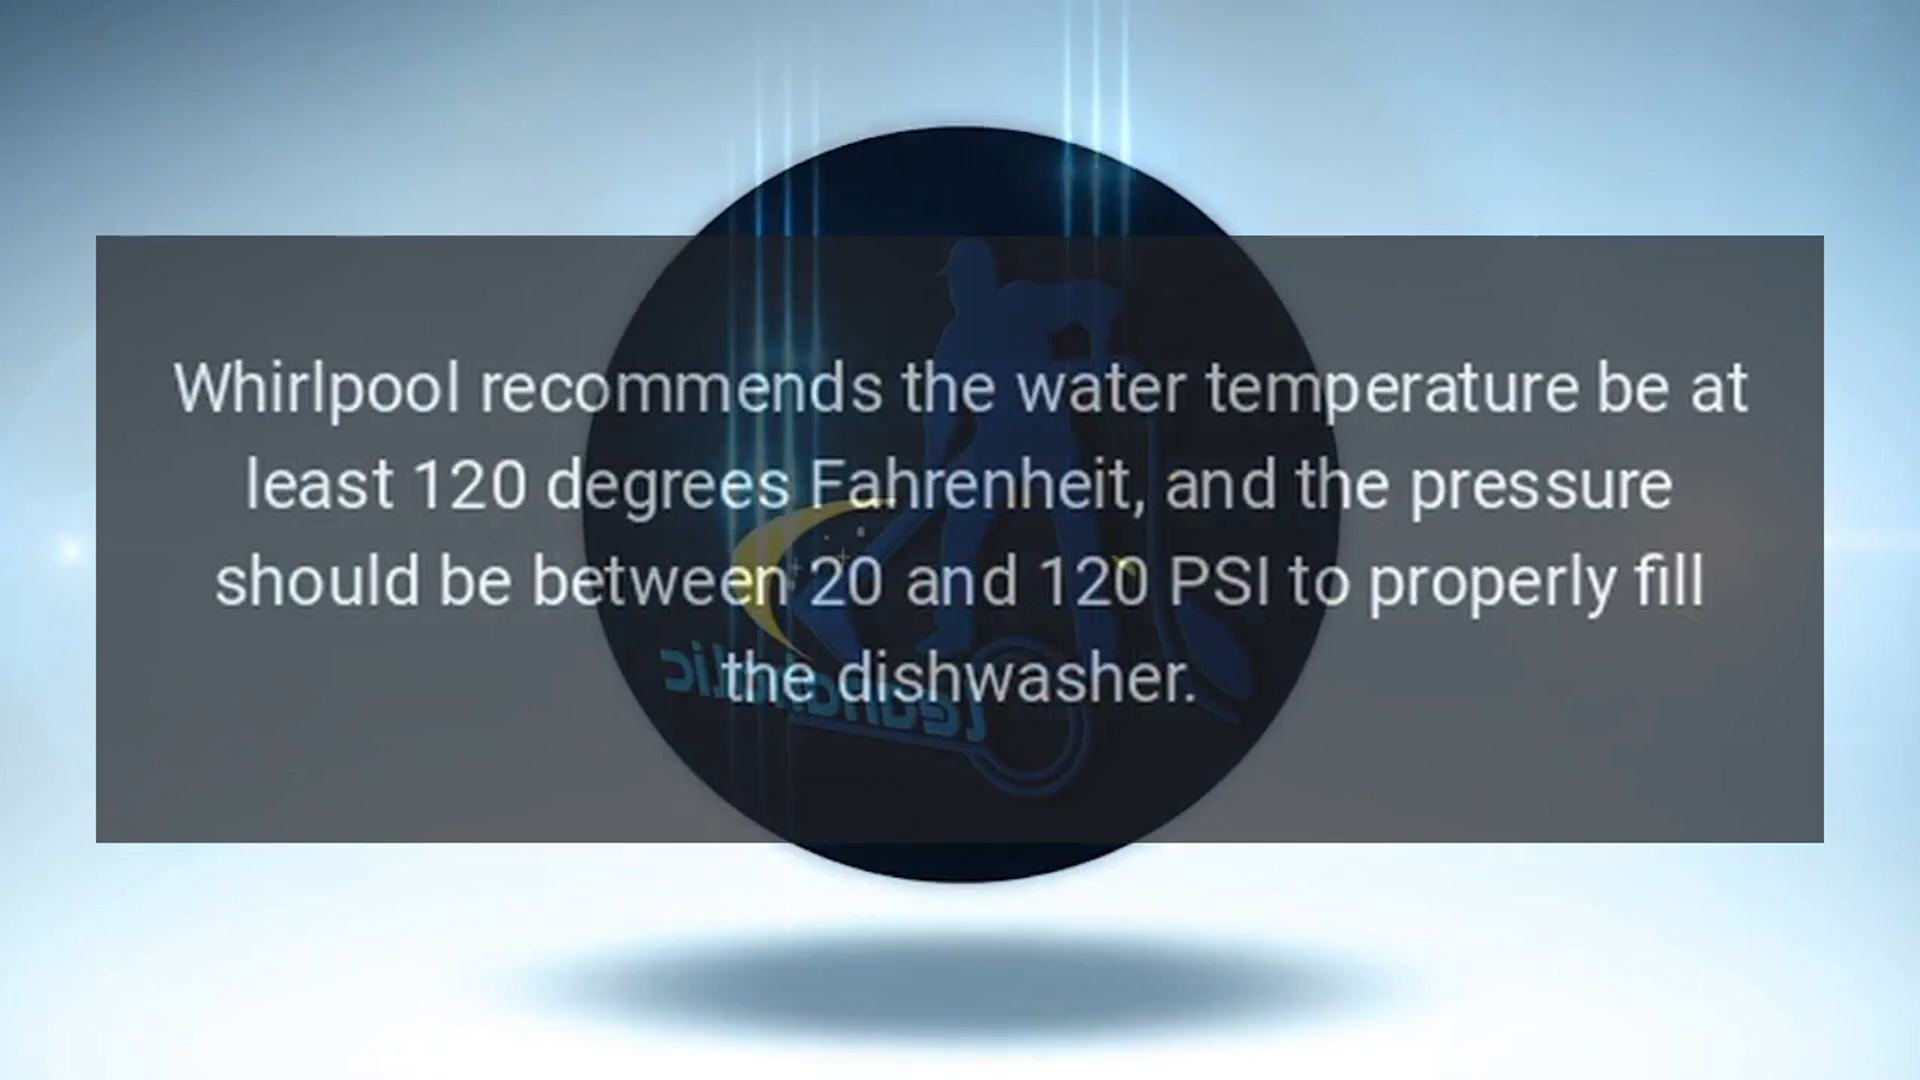 Whirlpool recommends the water temperature be at
least 120 degrees Fahrenheit, and the pressure
should be between 20 and 120 PSI to properly fill
the dishwasher.